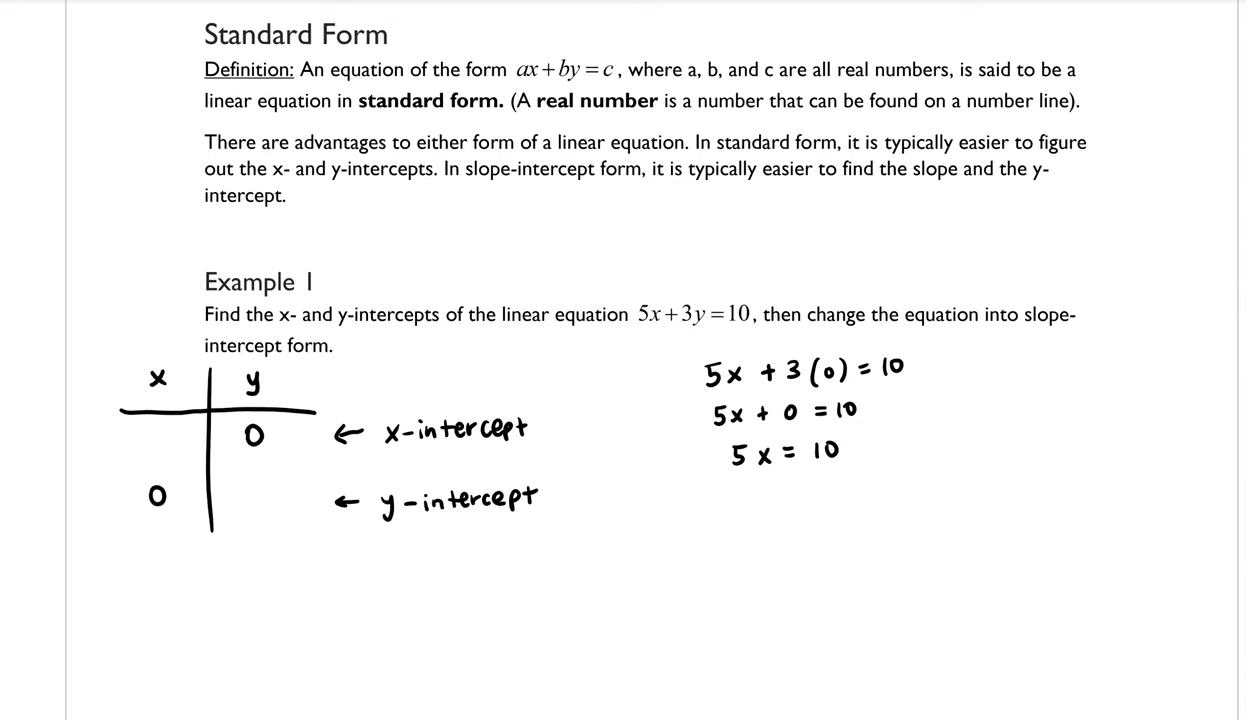 Standard Form
Definition: An equation of the form ax+by=c, where a, b, and c are all real numbers, is said to be a
linear equation in standard form. (A real number is a number that can be found on a number line).
There are advantages to either form of a linear equation. In standard form, it is typically easier to figure
out the x- and y-intercepts. In slope-intercept form, it is typically easier to find the slope and the y-
intercept.
Example 1
Find the x- and y-intercepts of the linear equation 5x+3y=10, then change the equation into slope-
intercept form.
x y
0 ← x-intercept
0 ← y-intercept
5x + 3(0) = 10
5x + 0 = 10
5x = 10